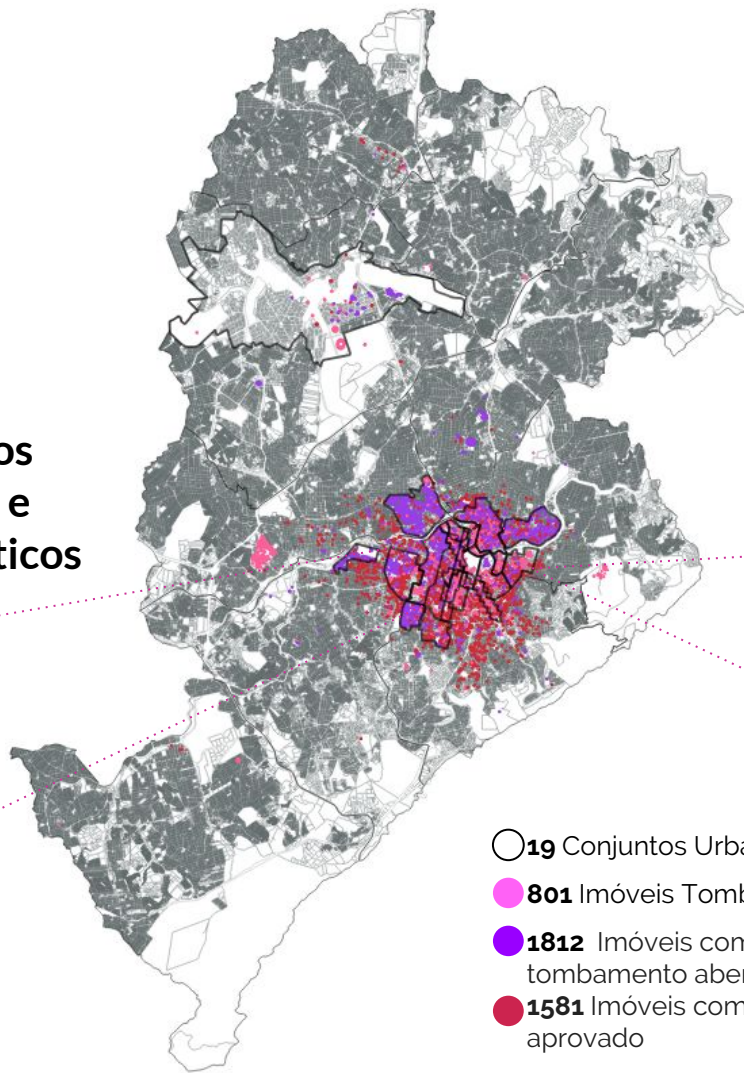 os
e
ticos
19 Conjuntos Urba
801 Imóveis Tomb
1812 Imóveis com
tombamento aber
1581 Imóveis com
aprovado